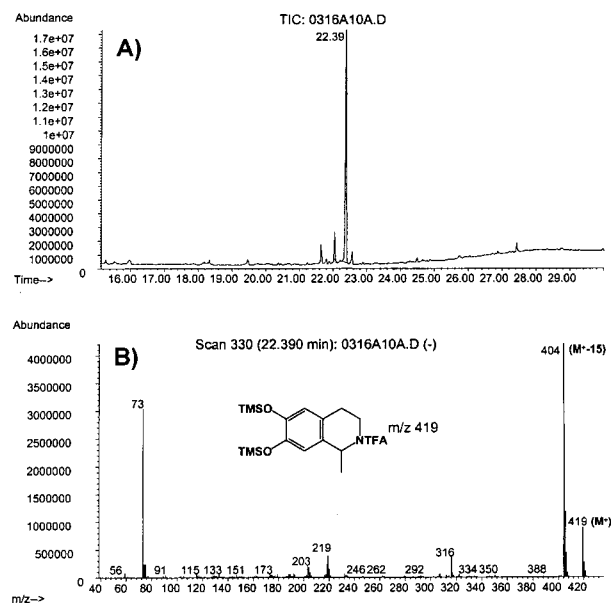 Abundance
TIC: 0316A10A.D
A)
22.39
1.7e+07
1.6e+07
1.5e+07
1.4e+07
1.3e+07
1.2e+07
1.1e+07
1e+07
9000000
8000000
7000000
6000000
5000000
4000000
3000000
2000000
1000000
0
Time-->
16.00 17.00 18.00 19.00 20.00 21.00 22.00 23.00 24.00 25.00 26.00 27.00 28.00 29.00
Abundance
B)
Scan 330 (22.390 min): 0316A10A.D (-)
404 (M⁺-15)
4000000
3500000
3000000
2500000
2000000
1500000
1000000
500000
0
73
TMSO
TMSO
NTFA
m/z 419
419 (M⁺)
56 91 115 133 151 173 203 219 246 262 292 316 334 350 388
m/z-->
40 60 80 100 120 140 160 180 200 220 240 260 280 300 320 340 360 380 400 420